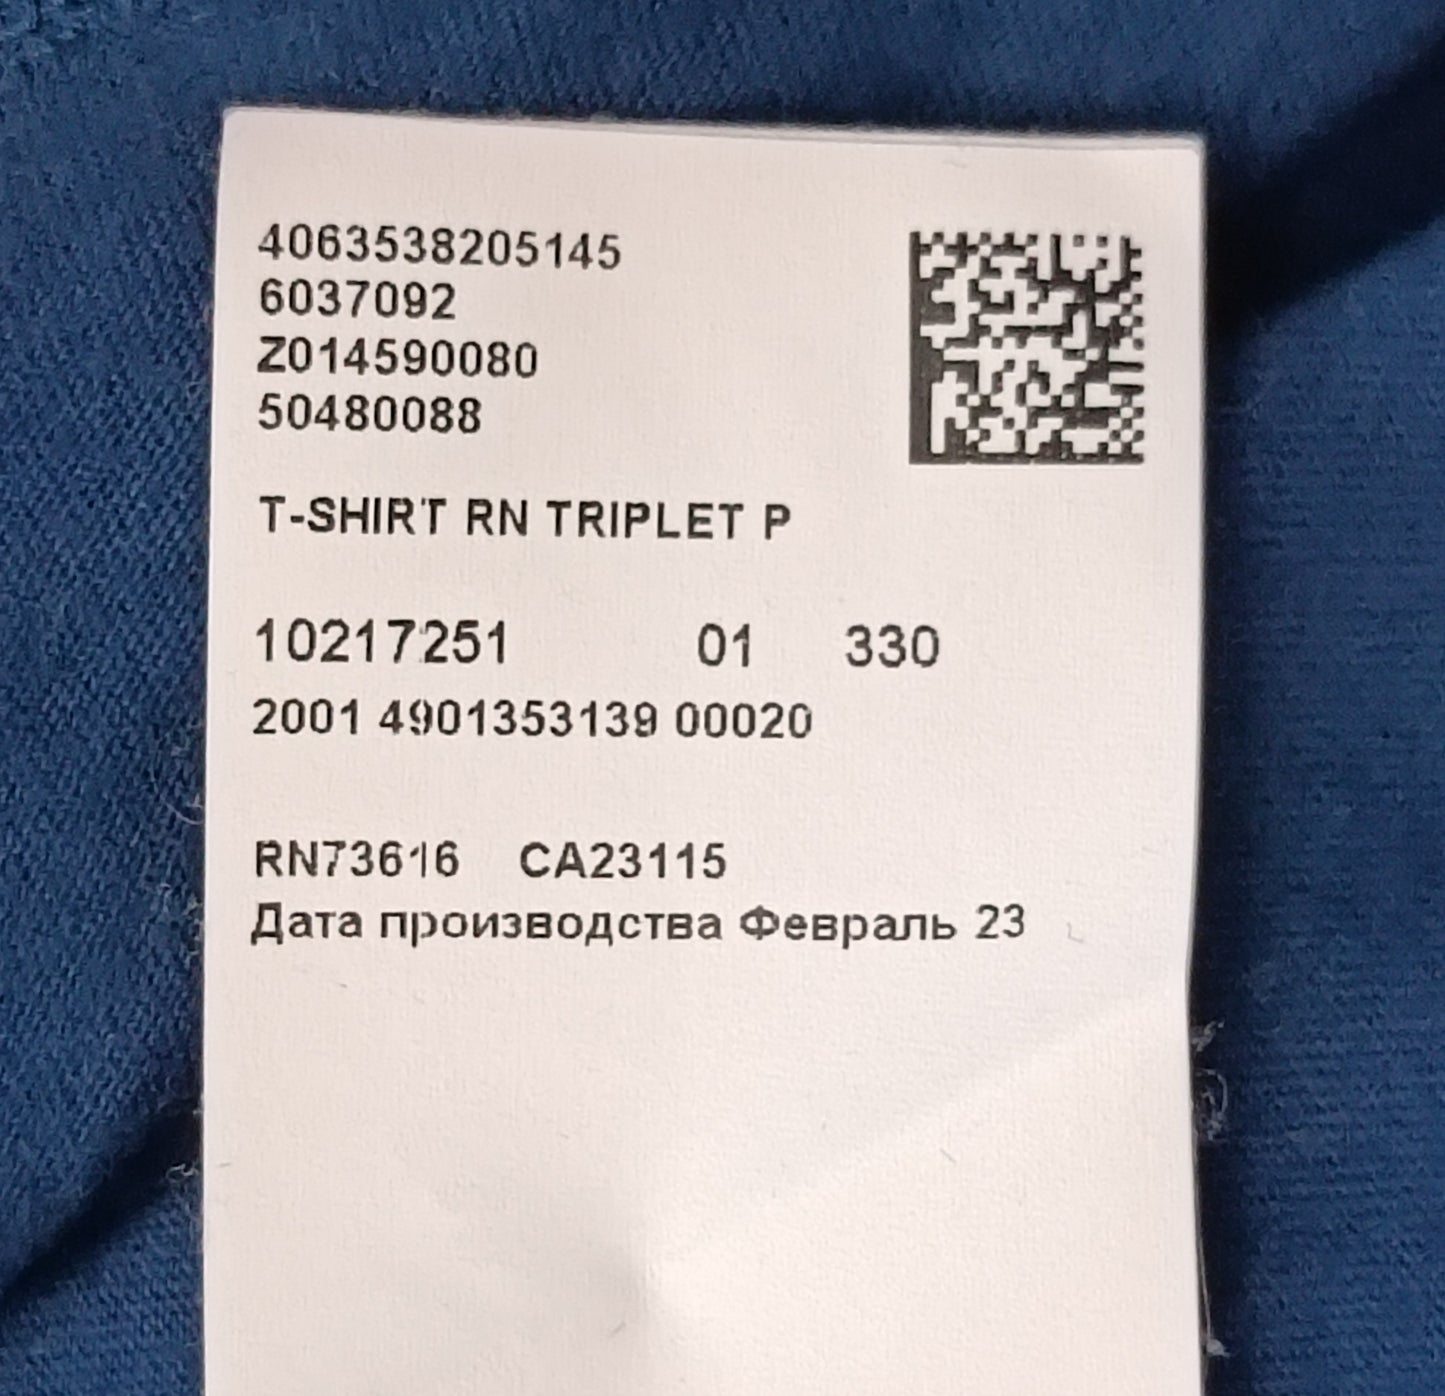 4063538205145
6037092
Z014590080
50480088
T-SHIRT RN TRIPLET P
10217251 01 330
2001 4901353139 00020
RN73616 CA23115
Дата производства Февраль 23